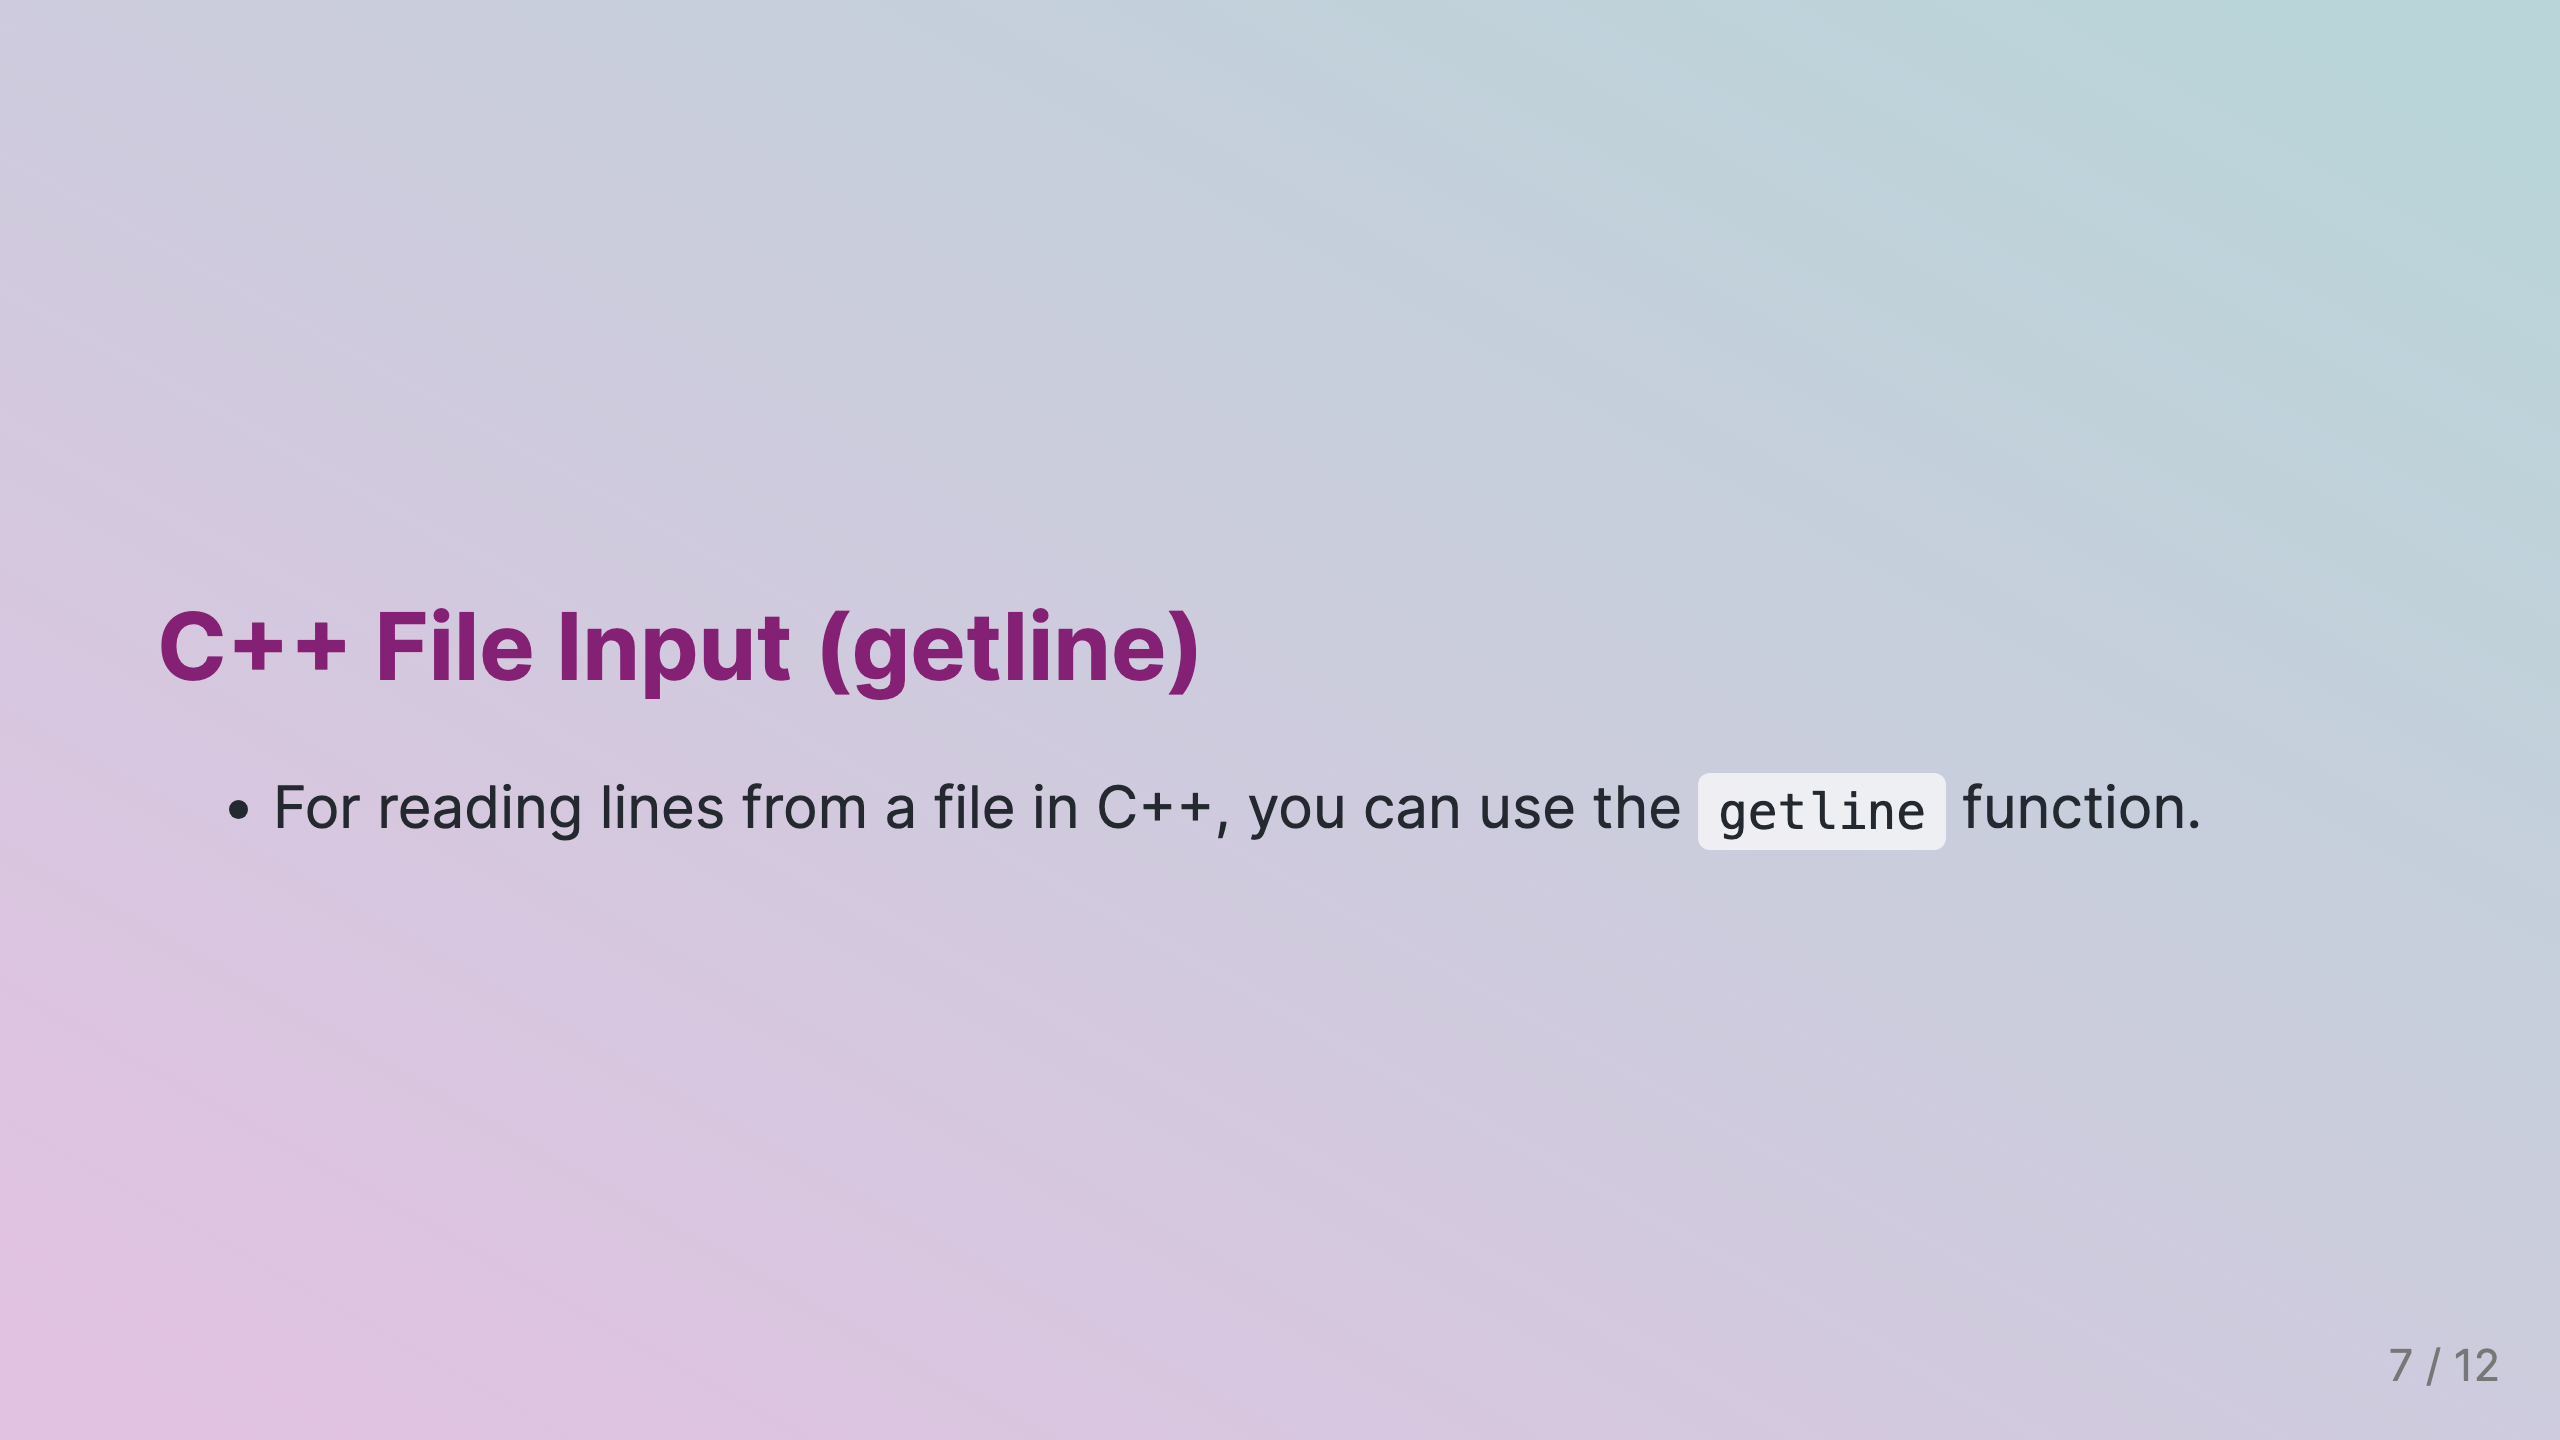 C++ File Input (getline)
• For reading lines from a file in C++, you can use the getline function.
7 / 12